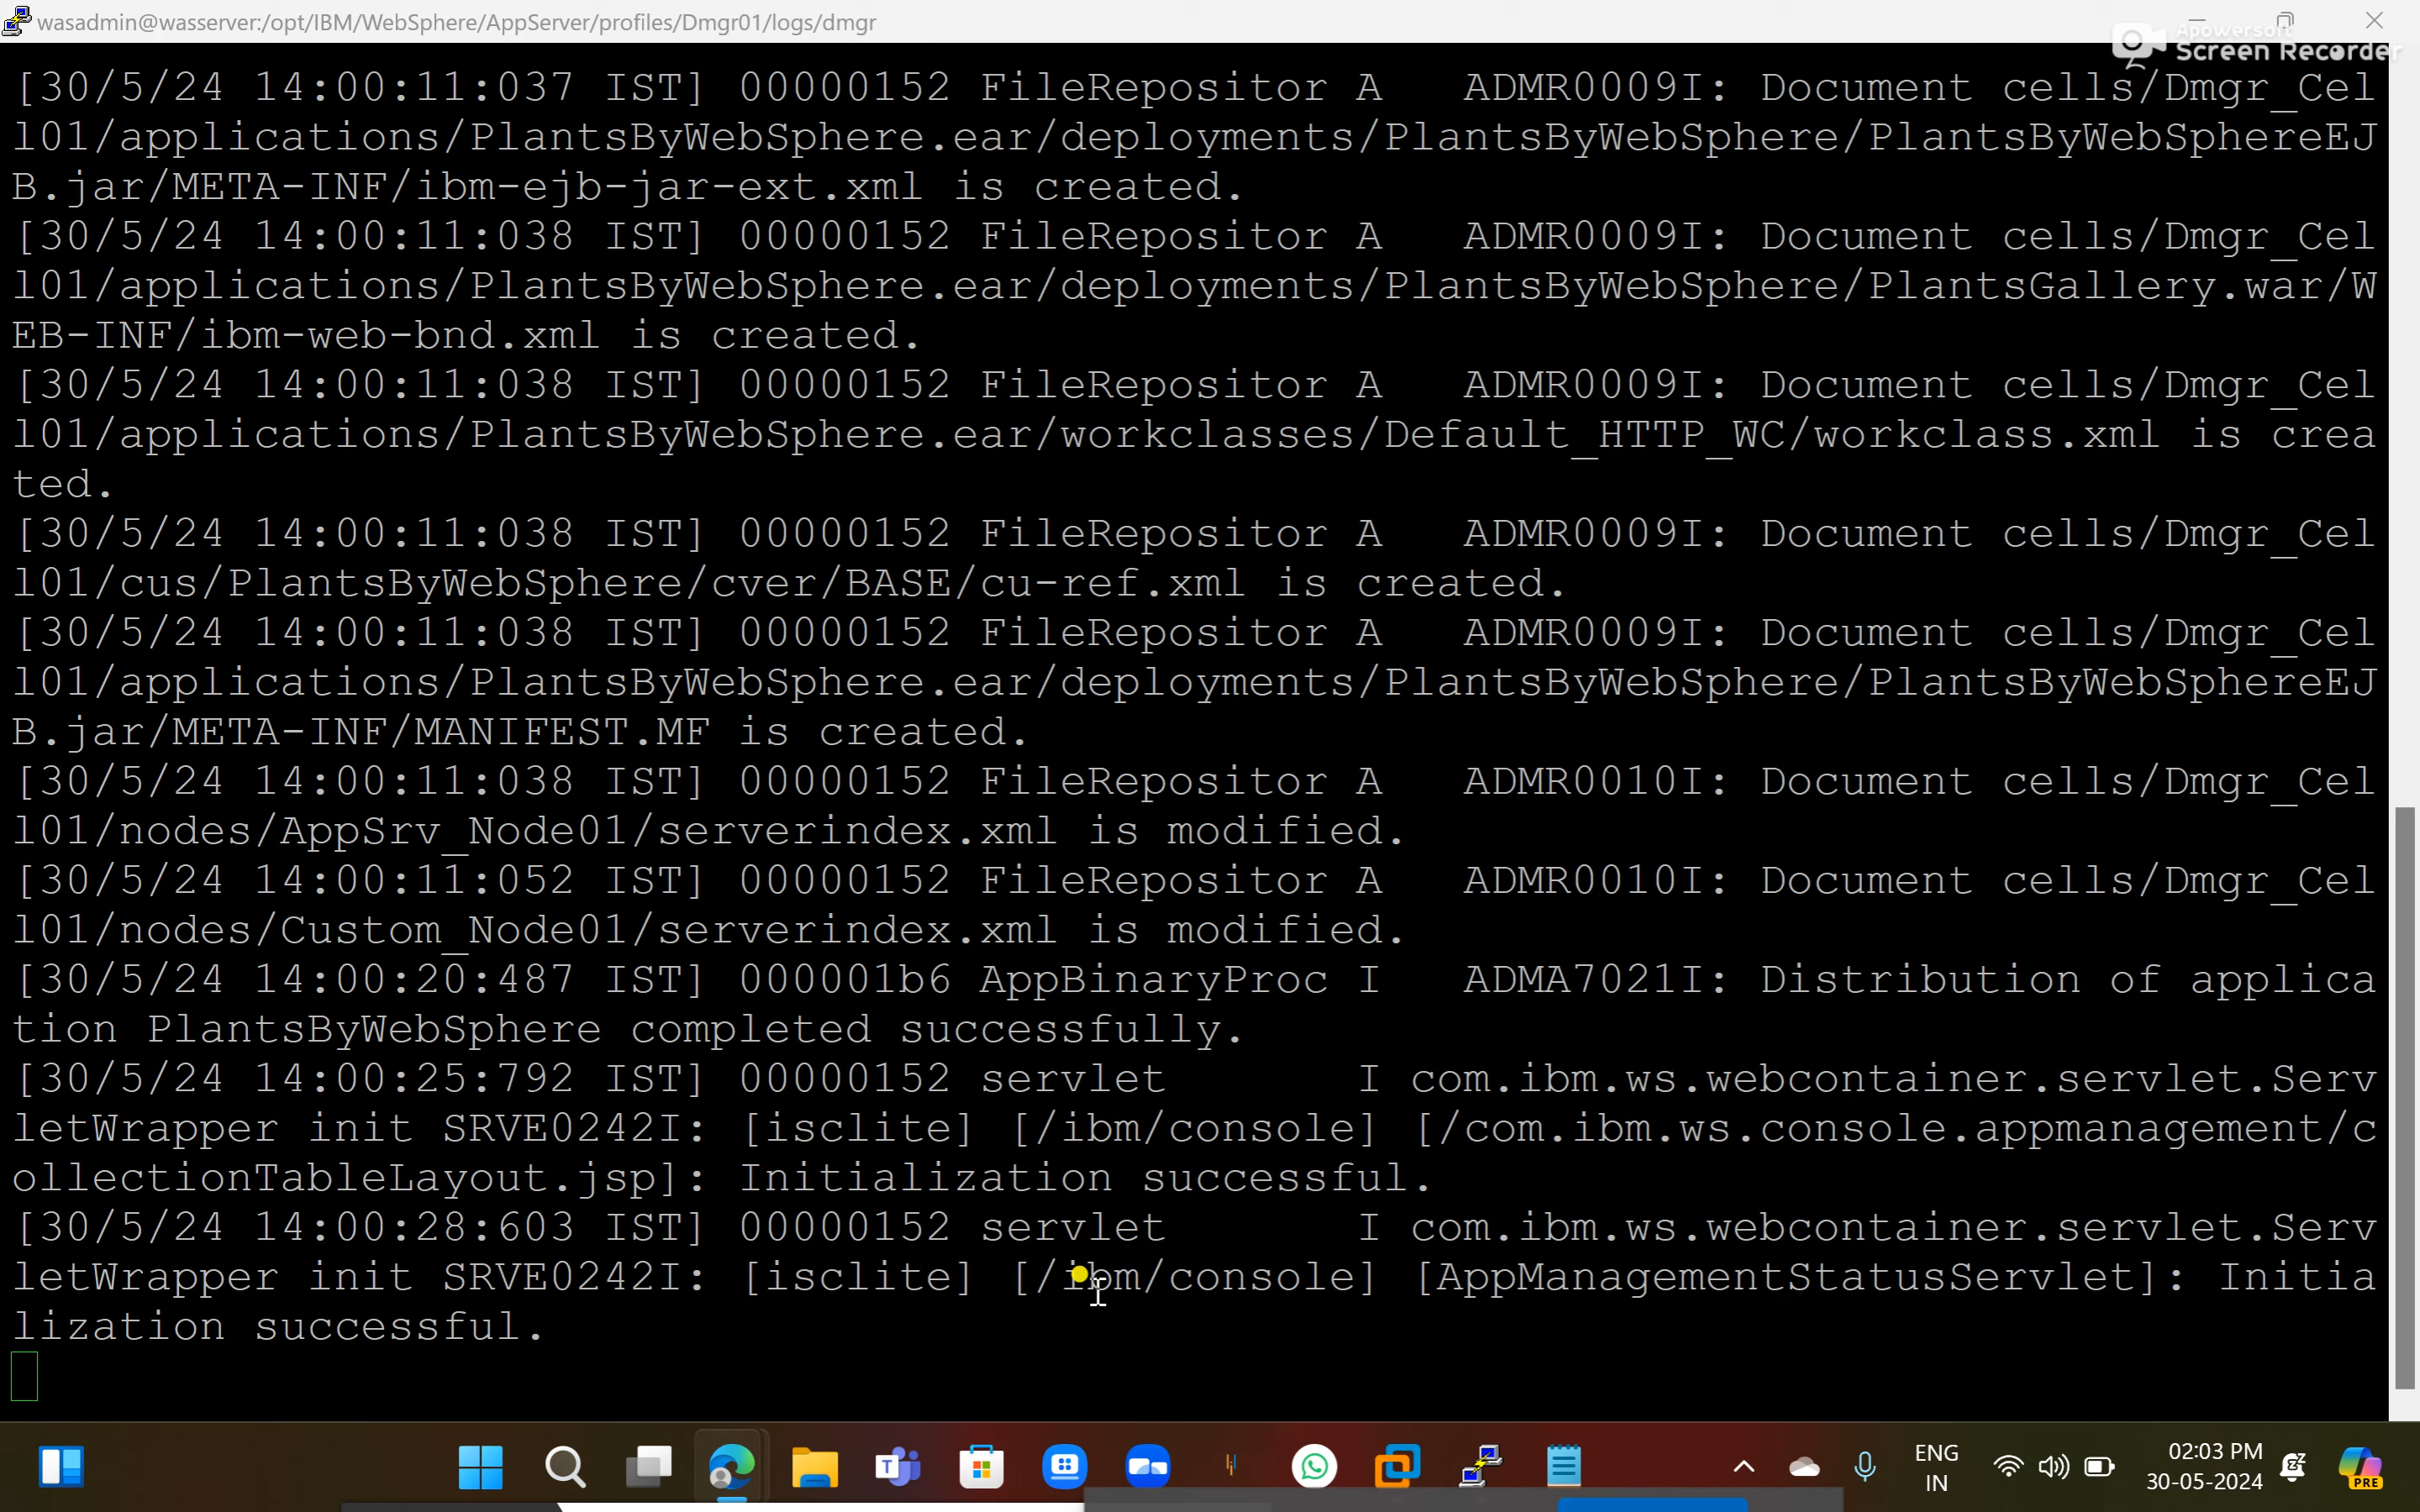 wasadmin@wasserver:/opt/IBM/WebSphere/AppServer/profiles/Dmgr01/logs/dmgr
Apowersoft
Screen Recorder
[30/5/24 14:00:11:037 IST] 00000152 FileRepositor A   ADMR0009I: Document cells/Dmgr_Cel
l01/applications/PlantsByWebSphere.ear/deployments/PlantsByWebSphere/PlantsByWebSphereEJ
B.jar/META-INF/ibm-ejb-jar-ext.xml is created.
[30/5/24 14:00:11:038 IST] 00000152 FileRepositor A   ADMR0009I: Document cells/Dmgr_Cel
l01/applications/PlantsByWebSphere.ear/deployments/PlantsByWebSphere/PlantsGallery.war/W
EB-INF/ibm-web-bnd.xml is created.
[30/5/24 14:00:11:038 IST] 00000152 FileRepositor A   ADMR0009I: Document cells/Dmgr_Cel
l01/applications/PlantsByWebSphere.ear/workclasses/Default_HTTP_WC/workclass.xml is crea
ted.
[30/5/24 14:00:11:038 IST] 00000152 FileRepositor A   ADMR0009I: Document cells/Dmgr_Cel
l01/cus/PlantsByWebSphere/cver/BASE/cu-ref.xml is created.
[30/5/24 14:00:11:038 IST] 00000152 FileRepositor A   ADMR0009I: Document cells/Dmgr_Cel
l01/applications/PlantsByWebSphere.ear/deployments/PlantsByWebSphere/PlantsByWebSphereEJ
B.jar/META-INF/MANIFEST.MF is created.
[30/5/24 14:00:11:038 IST] 00000152 FileRepositor A   ADMR0010I: Document cells/Dmgr_Cel
l01/nodes/AppSrv_Node01/serverindex.xml is modified.
[30/5/24 14:00:11:052 IST] 00000152 FileRepositor A   ADMR0010I: Document cells/Dmgr_Cel
l01/nodes/Custom_Node01/serverindex.xml is modified.
[30/5/24 14:00:20:487 IST] 000001b6 AppBinaryProc I   ADMA7021I: Distribution of applica
tion PlantsByWebSphere completed successfully.
[30/5/24 14:00:25:792 IST] 00000152 servlet       I com.ibm.ws.webcontainer.servlet.Serv
letWrapper init SRVE0242I: [isclite] [/ibm/console] [/com.ibm.ws.console.appmanagement/c
ollectionTableLayout.jsp]: Initialization successful.
[30/5/24 14:00:28:603 IST] 00000152 servlet       I com.ibm.ws.webcontainer.servlet.Serv
letWrapper init SRVE0242I: [isclite] [/ibm/console] [AppManagementStatusServlet]: Initia
lization successful.
ENG
IN
02:03 PM
30-05-2024
PRE